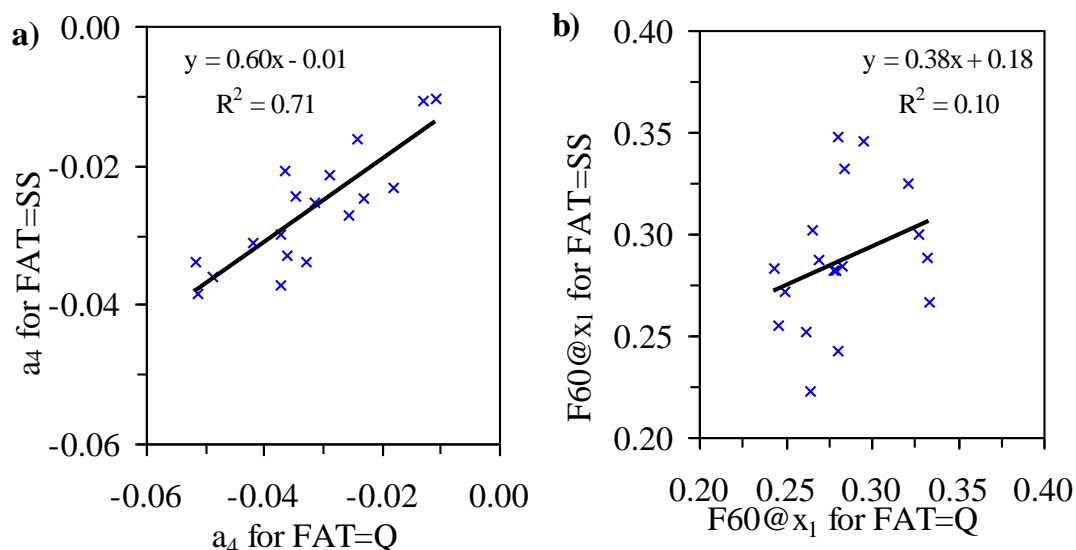 a)
0.00
-0.02
-0.04
-0.06
a₄ for FAT=SS
y = 0.60x - 0.01
R² = 0.71
-0.06 -0.04 -0.02 0.00
a₄ for FAT=Q
b)
0.40
0.35
0.30
0.25
0.20
F60@x₁ for FAT=SS
y = 0.38x + 0.18
R² = 0.10
0.20 0.25 0.30 0.35 0.40
F60@x₁ for FAT=Q